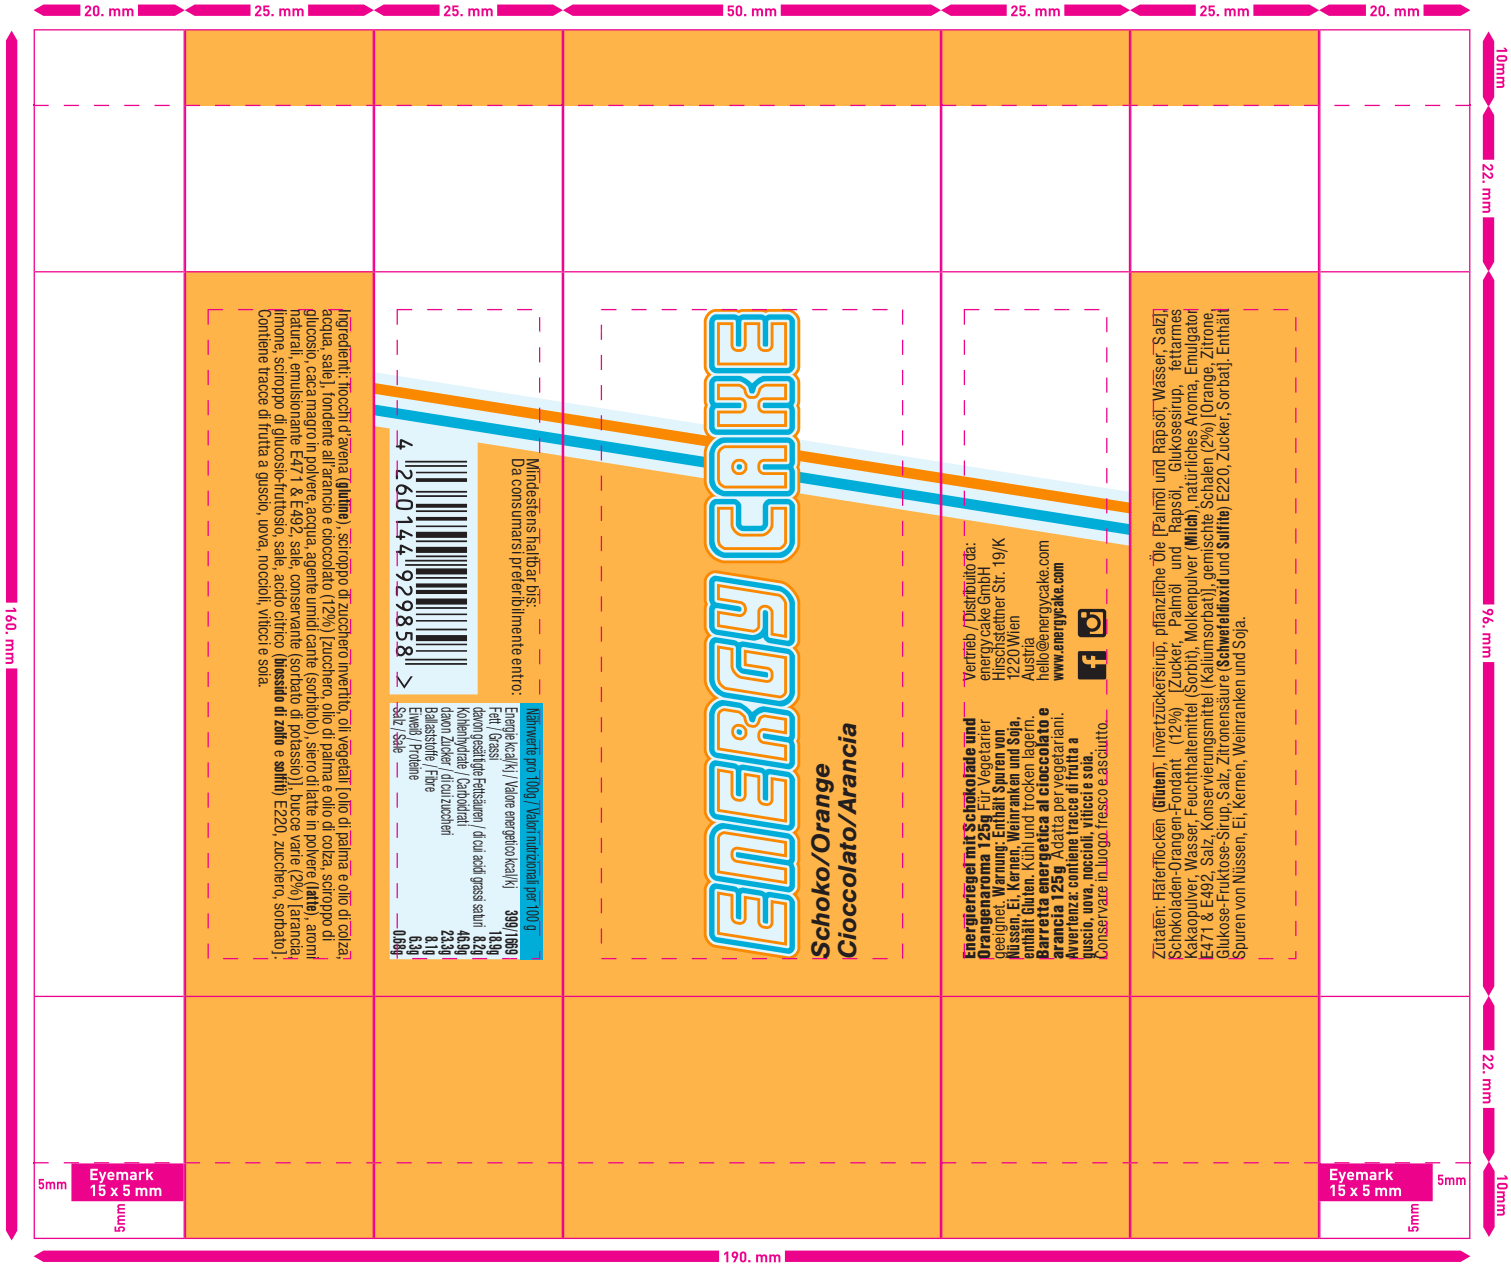 20. mm
25. mm
25. mm
50. mm
25. mm
25. mm
20. mm
10mm
22. mm
96. mm
22. mm
10mm
160. mm
190. mm
Ingredienti: fiocchi d'avena (glutine), sciroppo di zucchero invertito, oli vegetali [olio di palma e olio di colza,
acqua, sale], fondente all'arancio e cioccolato (12%) [zucchero, olio di palma e olio di colza, sciroppo di
glucosio, caca magro in polvere, acqua, agente umidi cante (sorbitolo), siero di latte in polvere (latte), aromi
naturali, emulsionante E471 & E492, sale, conservante (sorbato di potassio)], bucce varie (2%) [arancia,
limone, sciroppo di glucosio-fruttosio, sale, acido citrico (biossido di zolfo e solfiti) E220, zucchero, sorbato].
Contiene tracce di frutta a guscio, uova, noccioli, viticci e soia.
Mindestens haltbar bis:
Da consumarsi preferibilmente entro:
4 260144 929858 >
Nährwerte pro 100g / Valori nutrizionali per 100 g
Energie kcal/kj / Valore energetico kcal/kj 399/1669
Fett / Grassi 18.9g
davon gesättigte Fettsäuren / di cui acidi grassi saturi 8.2g
Kohlenhydrate / Carboidrati 46.9g
davon Zucker / di cui zuccheri 23.3g
Ballaststoffe / Fibre 8.1g
Eiweiß / Proteine 6.3g
Salz / Sale 0.68g
ENERGY CAKE
Schoko/Orange
Cioccolato/Arancia
Energieriegel mit Schokolade und
Orangenaroma 125g Für Vegetarier
geeignet. Warnung: Enthält Spuren von
Nüssen, Ei, Kernen, Weinranken und Soja,
enthält Gluten. Kühl und trocken lagern.
Barretta energetica al cioccolato e
arancia 125g Adatta per vegetariani.
Avvertenza: contiene tracce di frutta a
guscio, uova, noccioli, viticci e soia.
Conservare in luogo fresco e asciutto.
Vertrieb / Distribuito da:
energy cake GmbH
Hirschstettner Str. 19/K
1220 Wien
Austria
hello@energycake.com
www.energycake.com
f
Zutaten: Haferflocken (Gluten), Invertzuckersirup, pflanzliche Öle [Palmöl und Rapsöl, Wasser, Salz],
Schokoladen-Orangen-Fondant (12%) [Zucker, Palmöl und Rapsöl, Glukosesirup, fettarmes
Kakaopulver, Wasser, Feuchthaltemittel (Sorbit), Molkenpulver (Milch), natürliches Aroma, Emulgator
E471 & E492, Salz, Konservierungsmittel (Kaliumsorbat)], gemischte Schalen (2%) [Orange, Zitrone,
Glukose-Fruktose-Sirup, Salz, Zitronensäure (Schwefeldioxid und Sulfite) E220, Zucker, Sorbat]. Enthält
Spuren von Nüssen, Ei, Kernen, Weinranken und Soja.
5mm
Eyemark
15 x 5 mm
5mm
Eyemark
15 x 5 mm
5mm
5mm